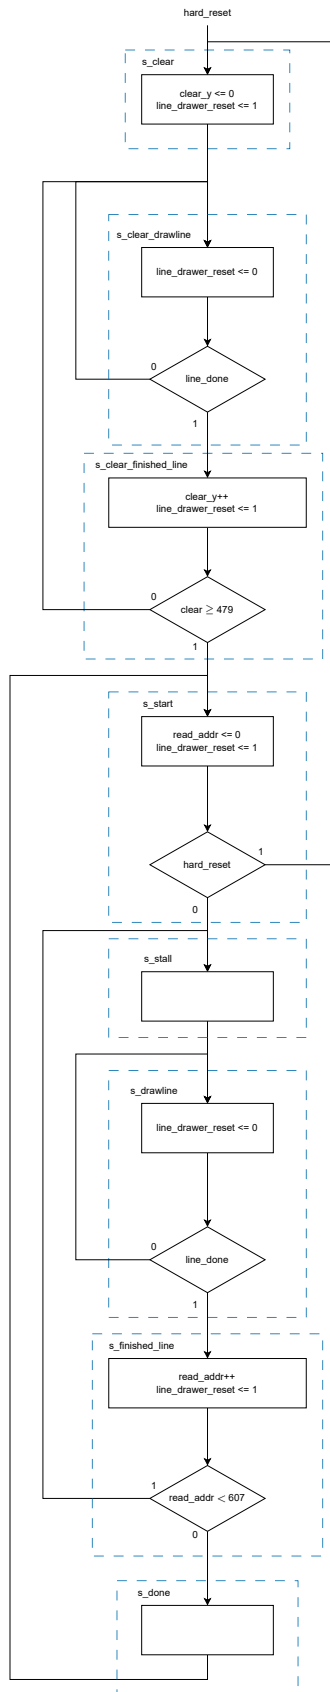 hard_reset
s_clear
clear_y <= 0
line_drawer_reset <= 1
s_clear_drawline
line_drawer_reset <= 0
0
line_done
1
s_clear_finished_line
clear_y++
line_drawer_reset <= 1
0
clear ≥ 479
1
s_start
read_addr <= 0
line_drawer_reset <= 1
1
hard_reset
0
s_stall
s_drawline
line_drawer_reset <= 0
0
line_done
1
s_finished_line
read_addr++
line_drawer_reset <= 1
1
read_addr < 607
0
s_done